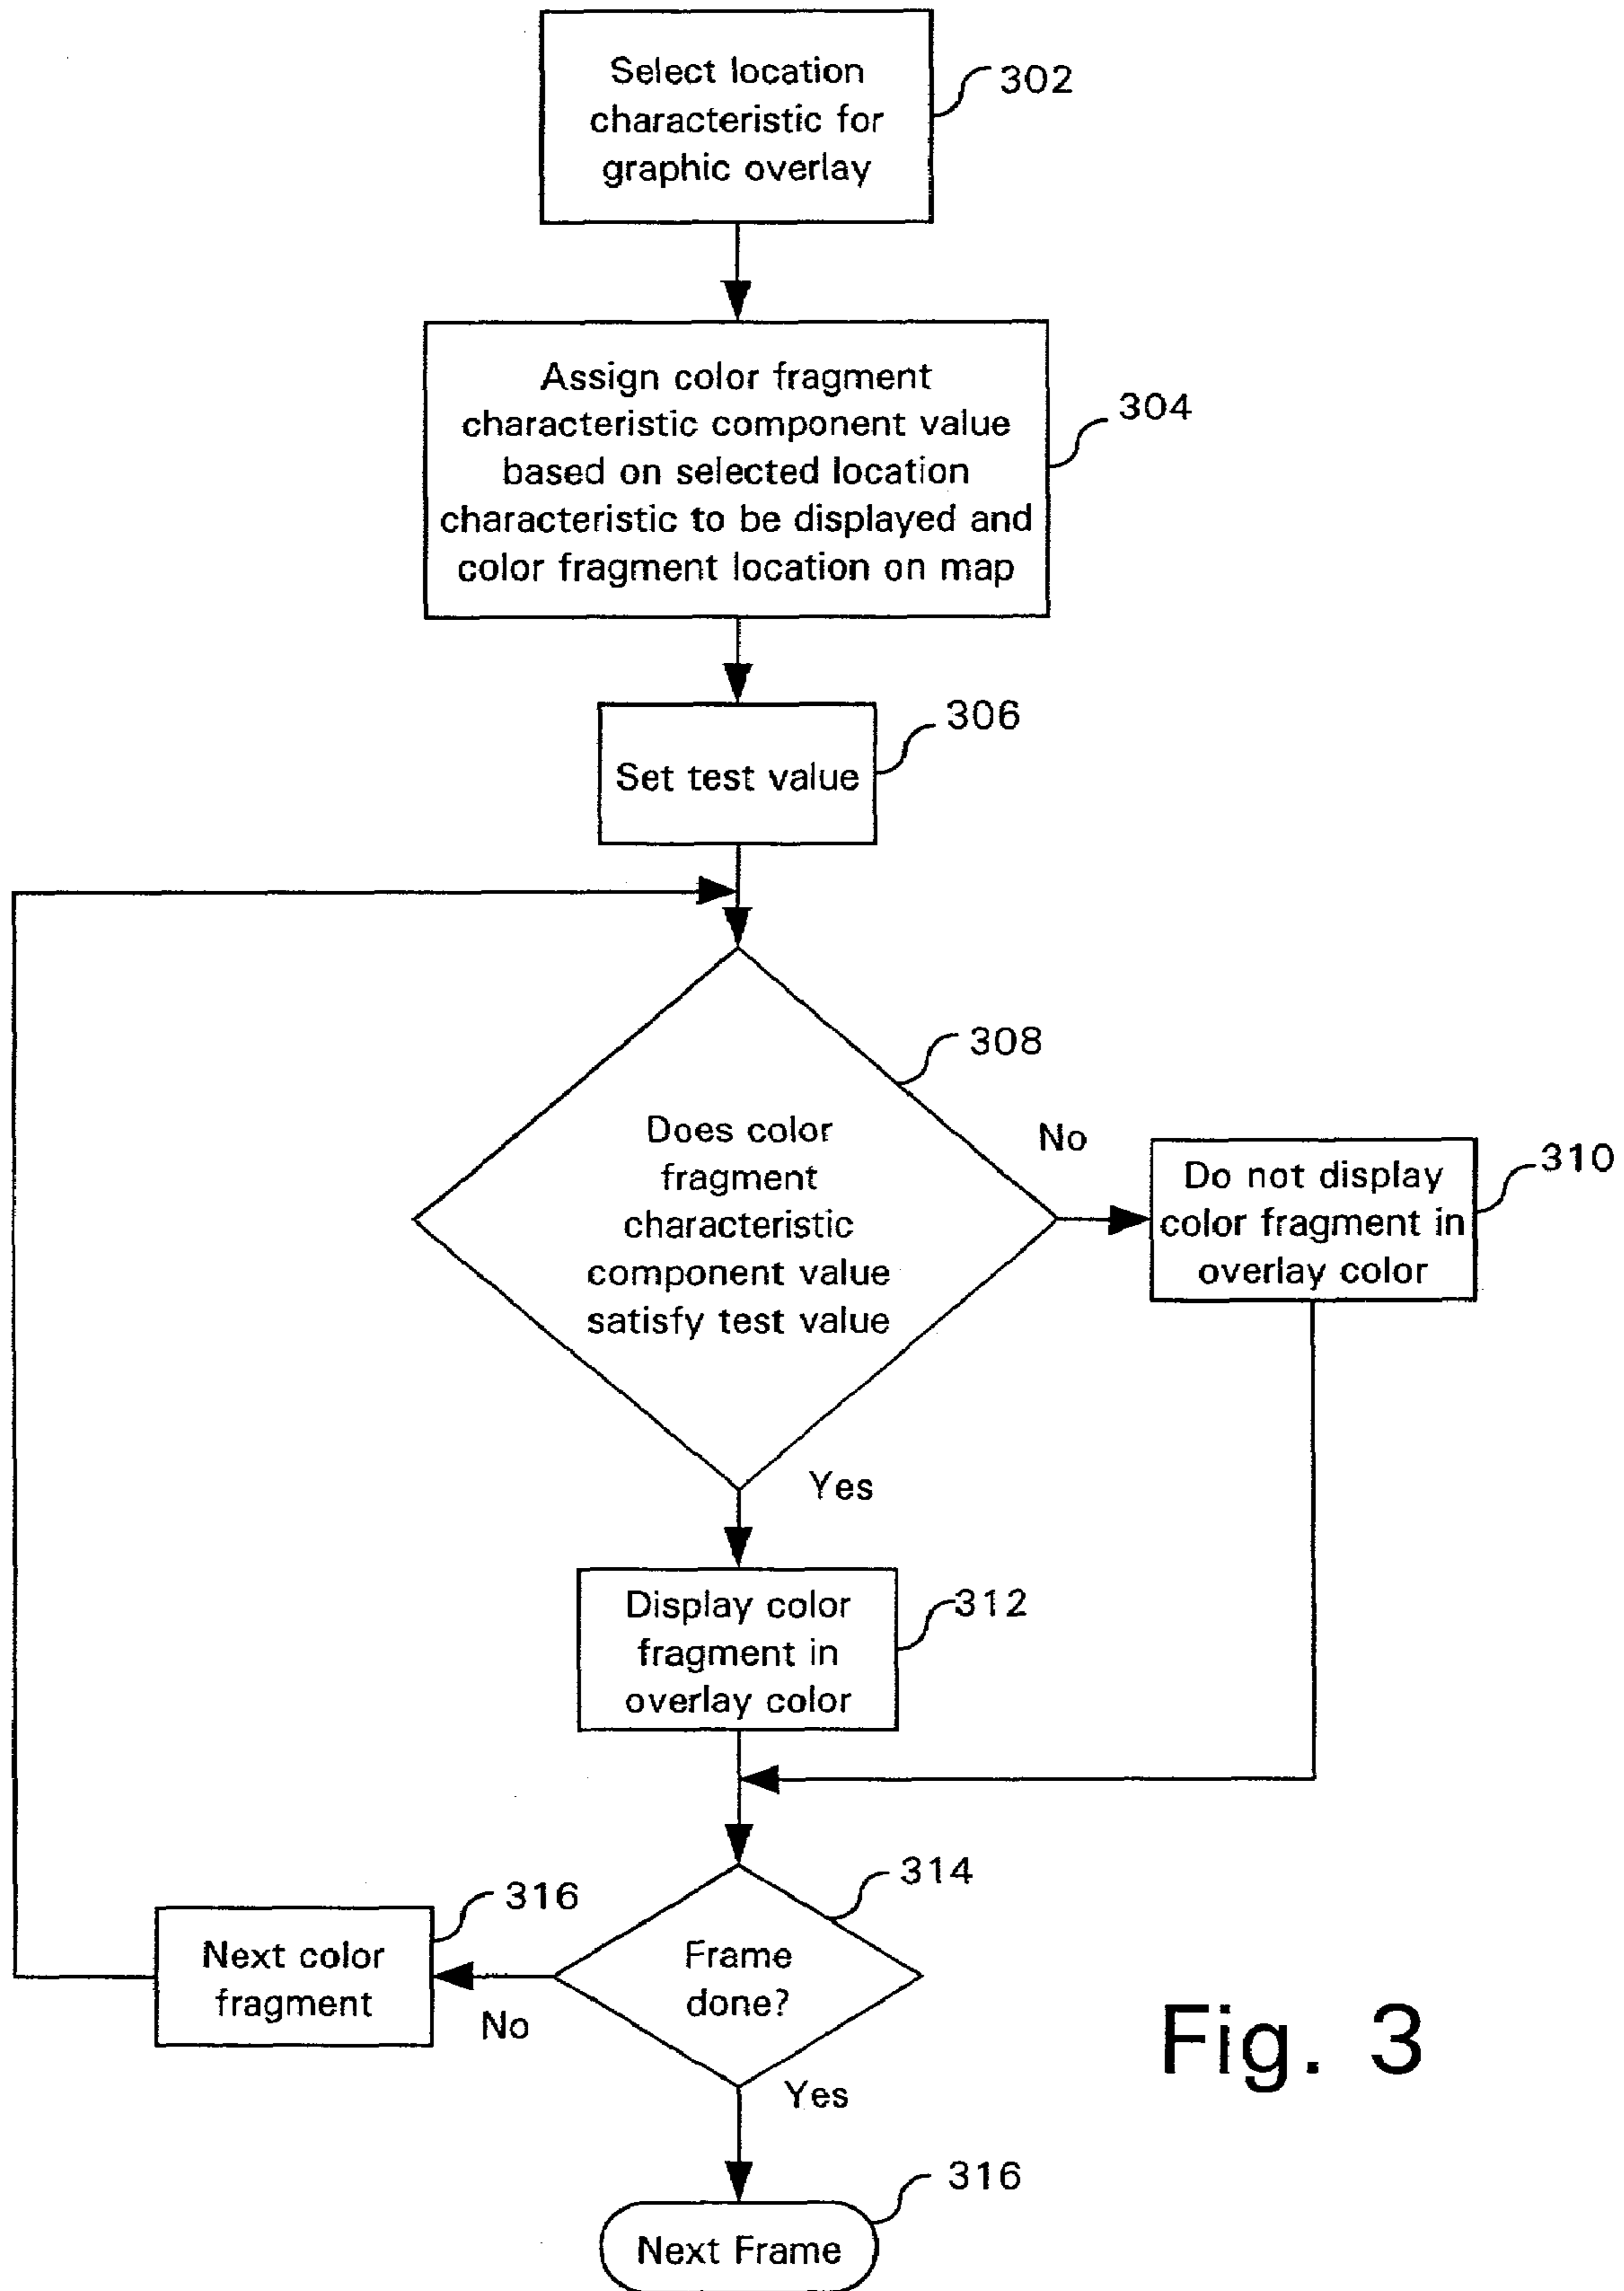 Select location
characteristic for
graphic overlay
302
Assign color fragment
characteristic component value
based on selected location
characteristic to be displayed and
color fragment location on map
304
Set test value
306
Does color
fragment
characteristic
component value
satisfy test value
308
No
Do not display
color fragment in
overlay color
310
Yes
Display color
fragment in
overlay color
312
Frame
done?
314
No
Next color
fragment
316
Yes
Next Frame
316
Fig. 3